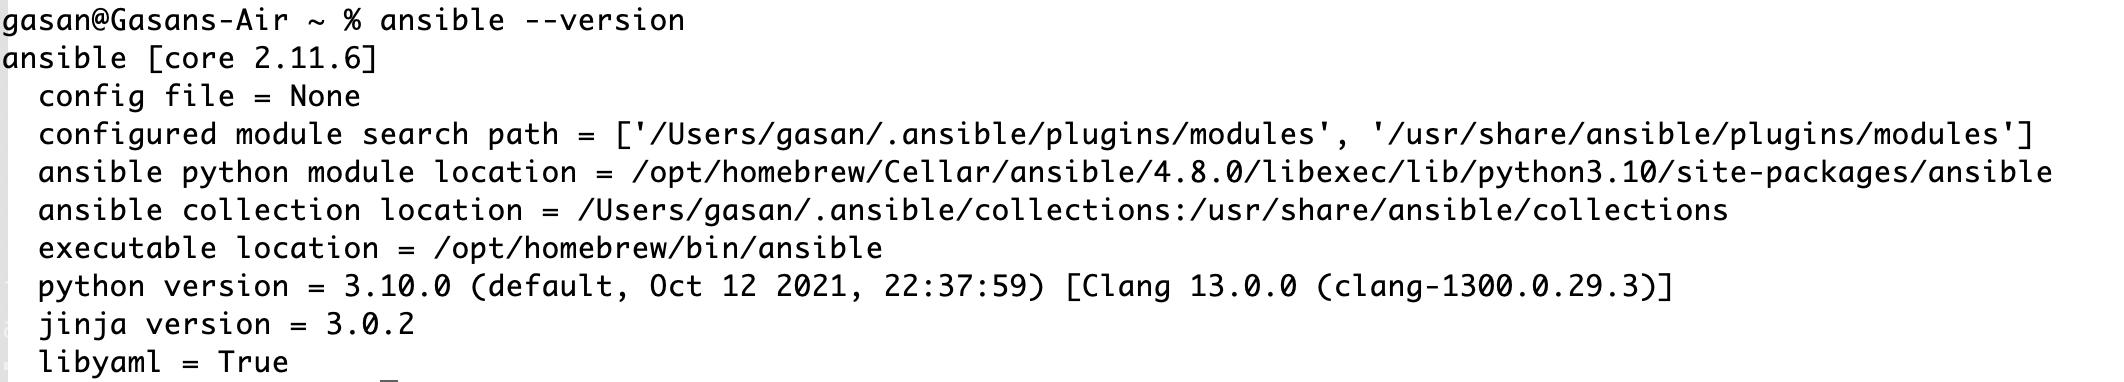 gasan@Gasans-Air ~ % ansible --version
ansible [core 2.11.6]
  config file = None
  configured module search path = ['/Users/gasan/.ansible/plugins/modules', '/usr/share/ansible/plugins/modules']
  ansible python module location = /opt/homebrew/Cellar/ansible/4.8.0/libexec/lib/python3.10/site-packages/ansible
  ansible collection location = /Users/gasan/.ansible/collections:/usr/share/ansible/collections
  executable location = /opt/homebrew/bin/ansible
  python version = 3.10.0 (default, Oct 12 2021, 22:37:59) [Clang 13.0.0 (clang-1300.0.29.3)]
  jinja version = 3.0.2
  libyaml = True